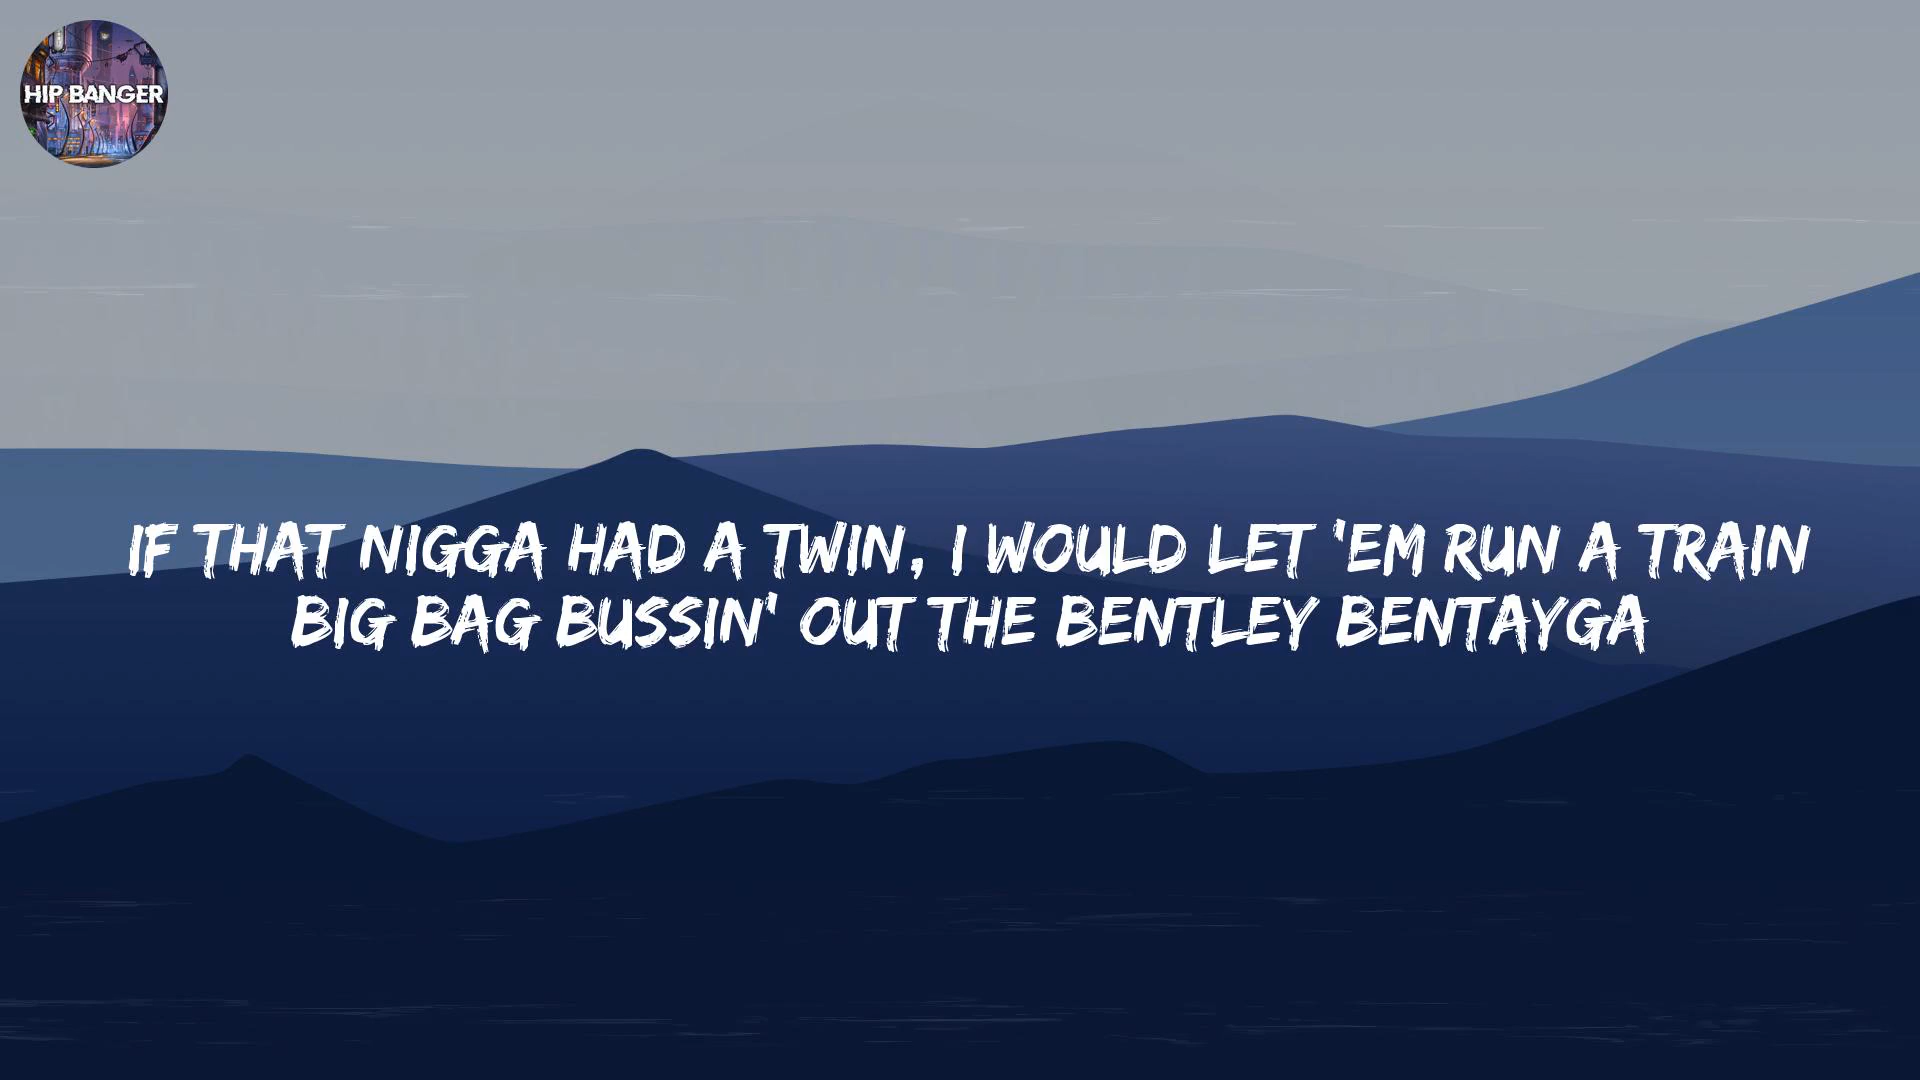 HIP BANGER
IF THAT NIGGA HAD A TWIN, I WOULD LET 'EM RUN A TRAIN
BIG BAG BUSSIN' OUT THE BENTLEY BENTAYGA